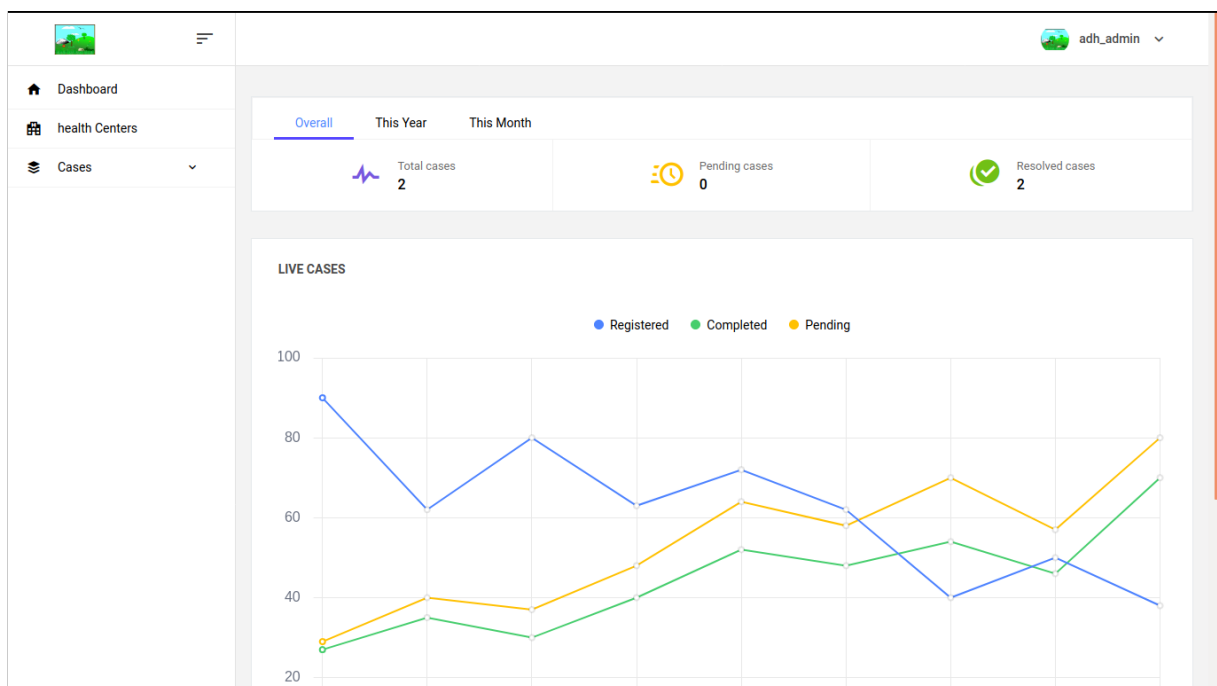 adh_admin
Dashboard
health Centers
Cases
Overall This Year This Month
Total cases
2
Pending cases
0
Resolved cases
2
LIVE CASES
Registered Completed Pending
100
80
60
40
20